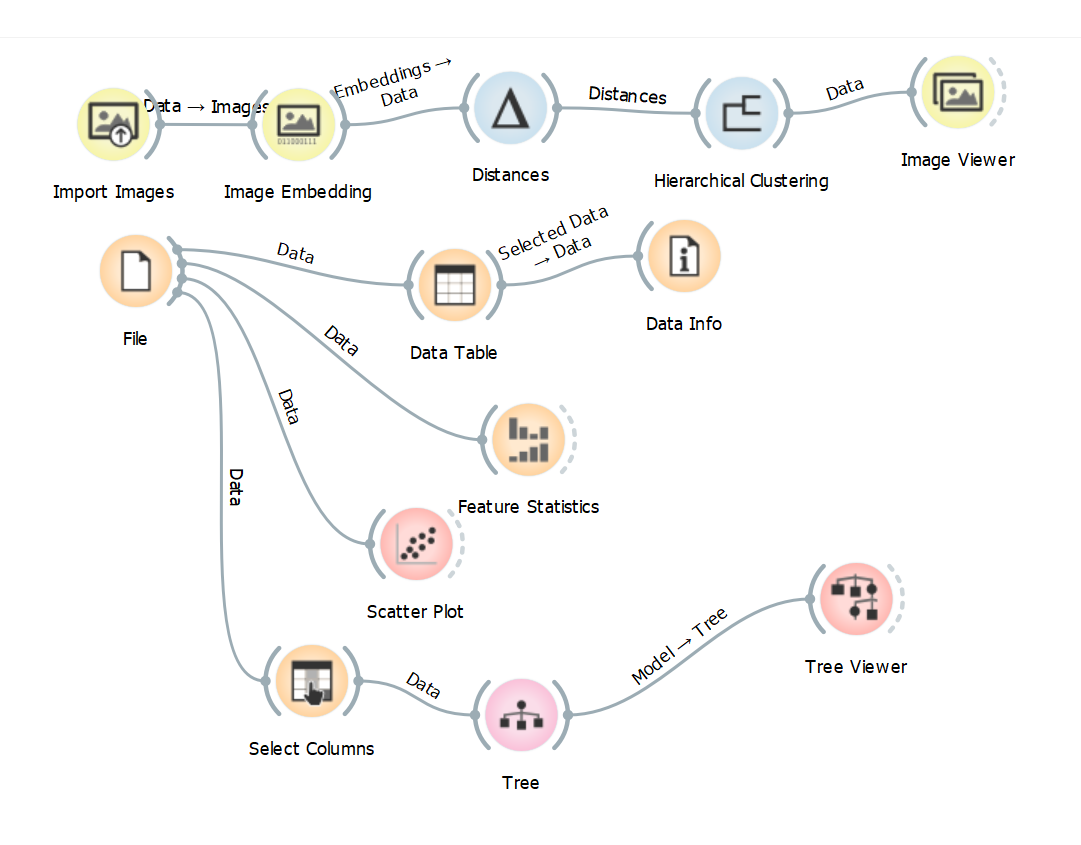 Embeddings →
Data
Data → Images
Distances
Data
Import Images
Image Embedding
011000111
Distances
Hierarchical Clustering
Image Viewer
Data
Selected Data
→ Data
File
Data Table
Data Info
Data
Data
Data
Feature Statistics
Scatter Plot
Model → Tree
Tree Viewer
Data
Select Columns
Tree